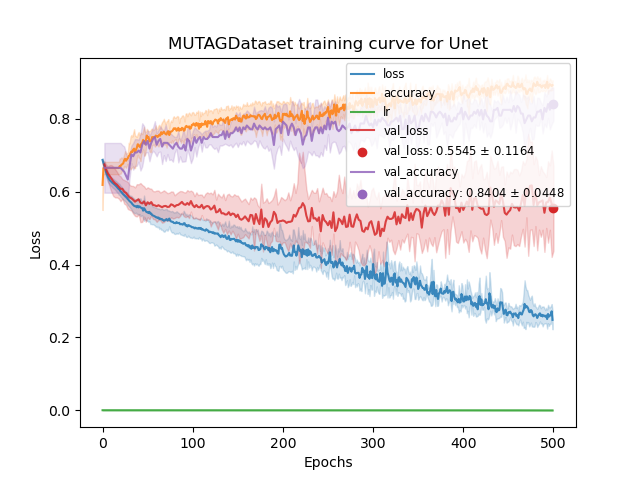 MUTAGDataset training curve for Unet
Loss
0.8
0.6
0.4
0.2
0.0
loss
accuracy
lr
val_loss
val_loss: 0.5545 ± 0.1164
val_accuracy
val_accuracy: 0.8404 ± 0.0448
0
100
200
300
400
500
Epochs